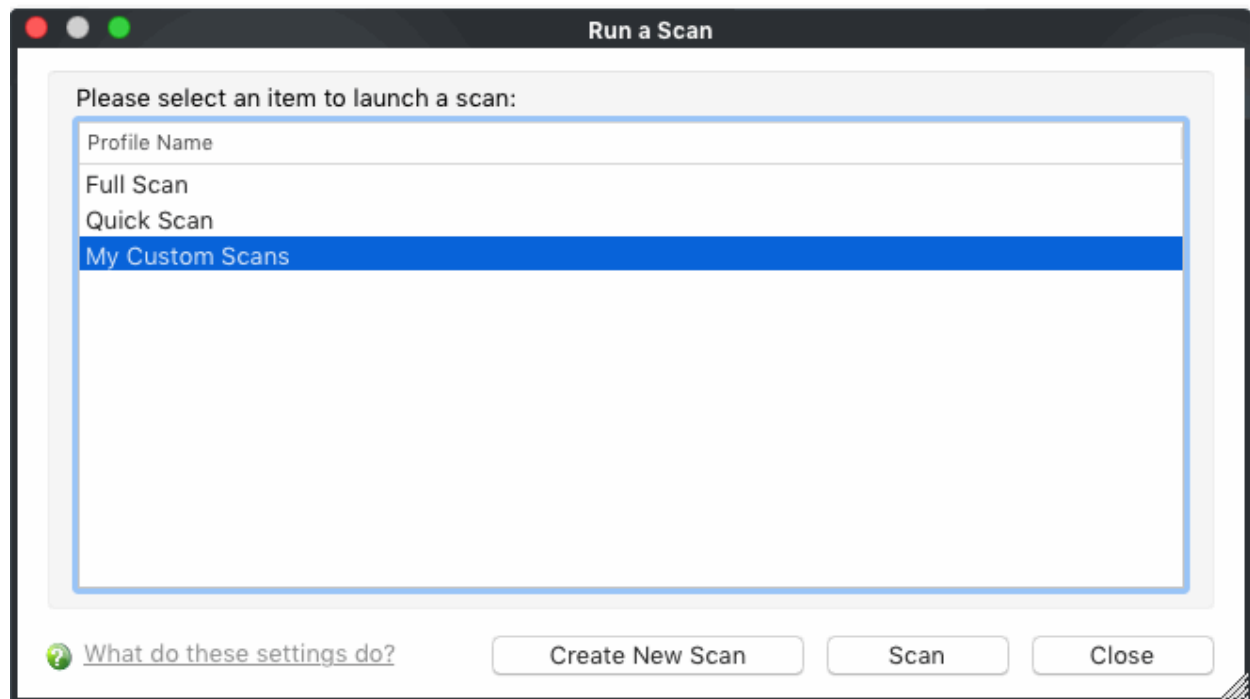 Run a Scan
Please select an item to launch a scan:
Profile Name
Full Scan
Quick Scan
My Custom Scans
What do these settings do?
Create New Scan
Scan
Close